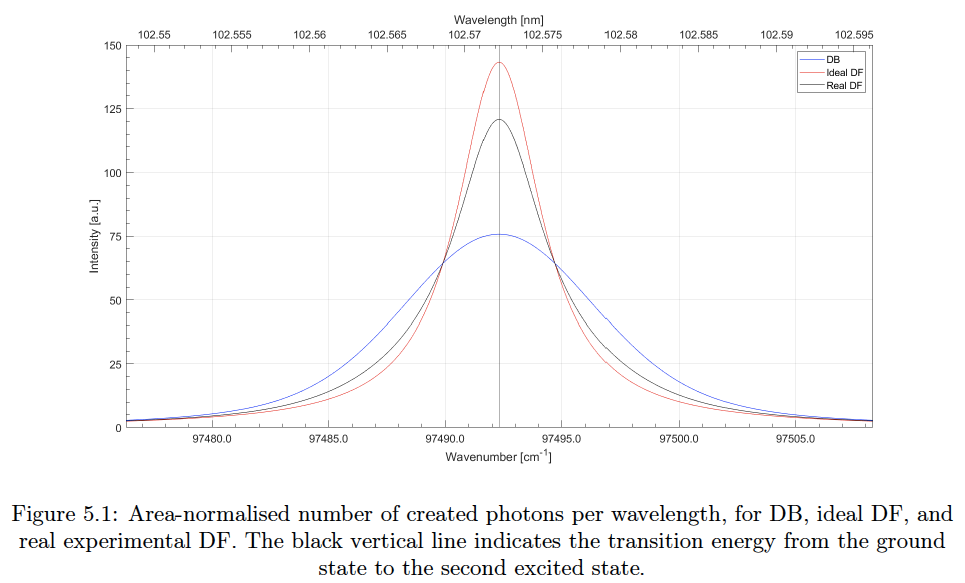 Wavelength [nm]
102.55 102.555 102.56 102.565 102.57 102.575 102.58 102.585 102.59 102.595
150
125
100
75
50
25
0
Intensity [a.u.]
DB
Ideal DF
Real DF
97480.0 97485.0 97490.0 97495.0 97500.0 97505.0
Wavenumber [cm⁻¹]
Figure 5.1: Area-normalised number of created photons per wavelength, for DB, ideal DF, and
real experimental DF. The black vertical line indicates the transition energy from the ground
state to the second excited state.